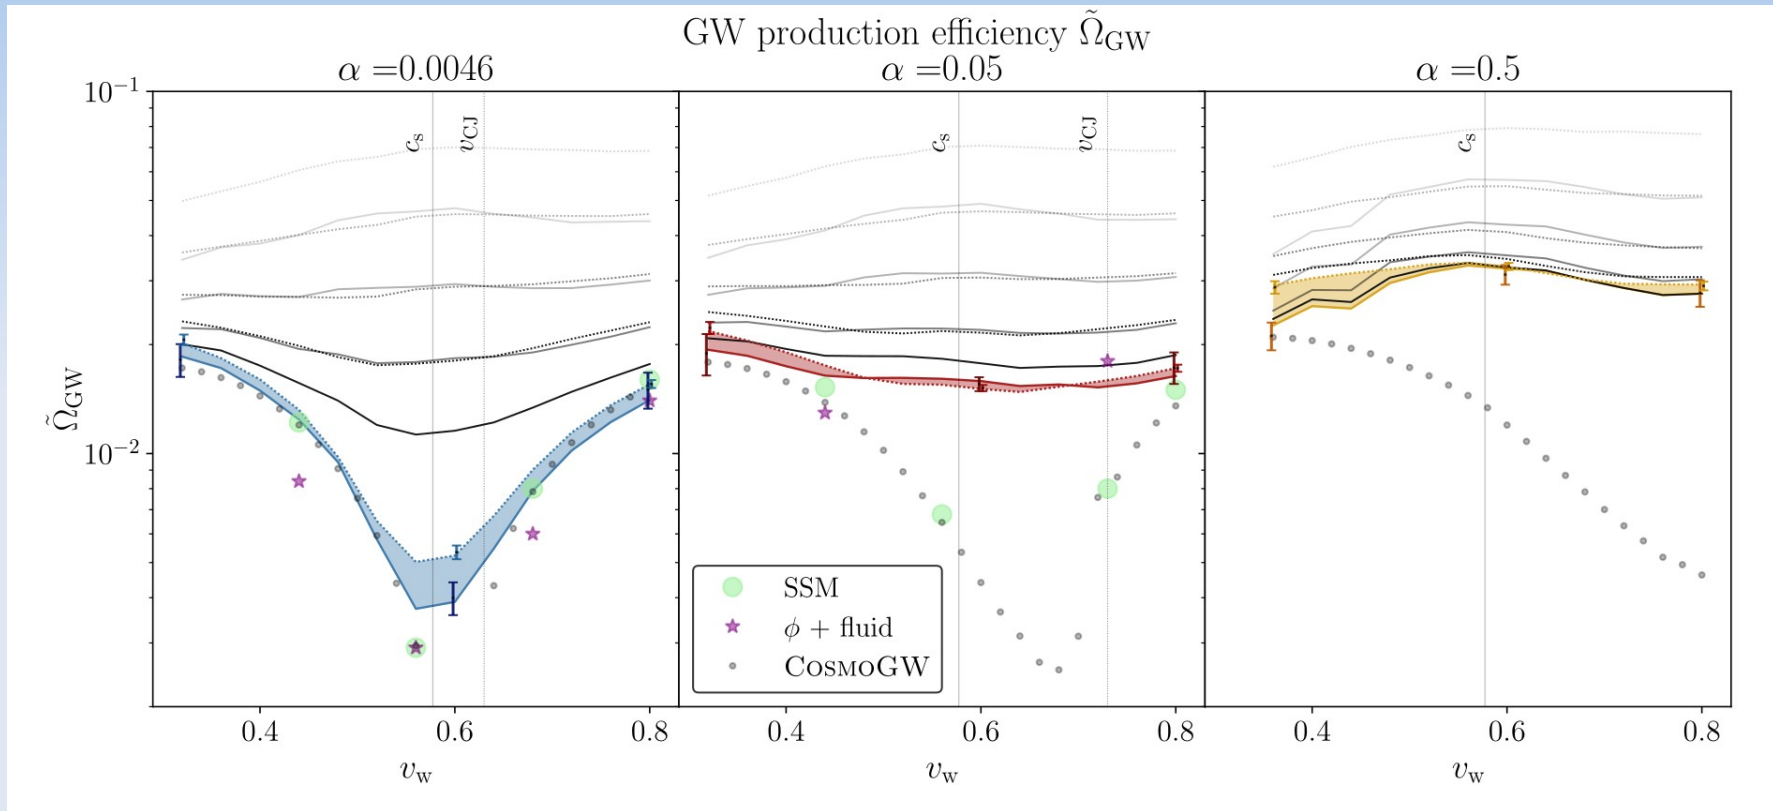 GW production efficiency Ω̃_GW
α =0.0046
α =0.05
α =0.5
10⁻¹
10⁻²
Ω̃_GW
c_s
v_CJ
c_s
v_CJ
c_s
SSM
ϕ + fluid
CosmoGW
0.4 0.6 0.8
0.4 0.6 0.8
0.4 0.6 0.8
v_w
v_w
v_w